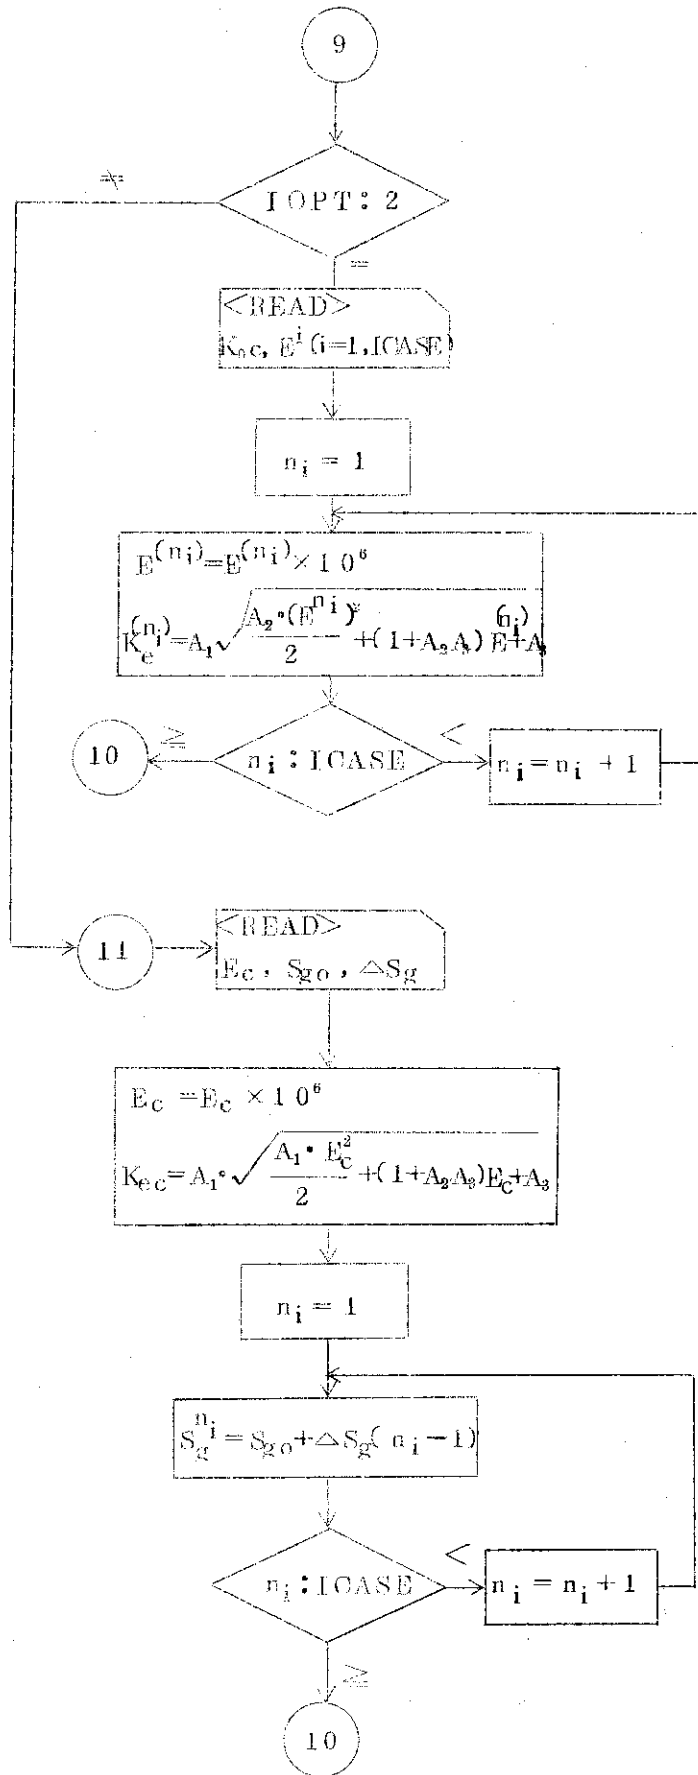 9
≠
IOPT: 2
=
<READ>
Kec, E^i (i=1, ICASE)
n_i = 1
E^(n_i) = E^(n_i) × 10^6
K_e^(n_i) = A_1 √( A_2・(E^(n_i))^2 / 2 + (1+A_2A_3) E^(n_i) + A_3
10
≥
n_i : ICASE
<
n_i = n_i + 1
11
<READ>
E_c, S_go, △S_g
E_c = E_c × 10^6
K_ec = A_1・√( A_1・E_c^2 / 2 + (1+A_2A_3)E_c+A_3
n_i = 1
S_g^n_i = S_go + △S_g( n_i −1)
n_i : ICASE
<
n_i = n_i + 1
≥
10